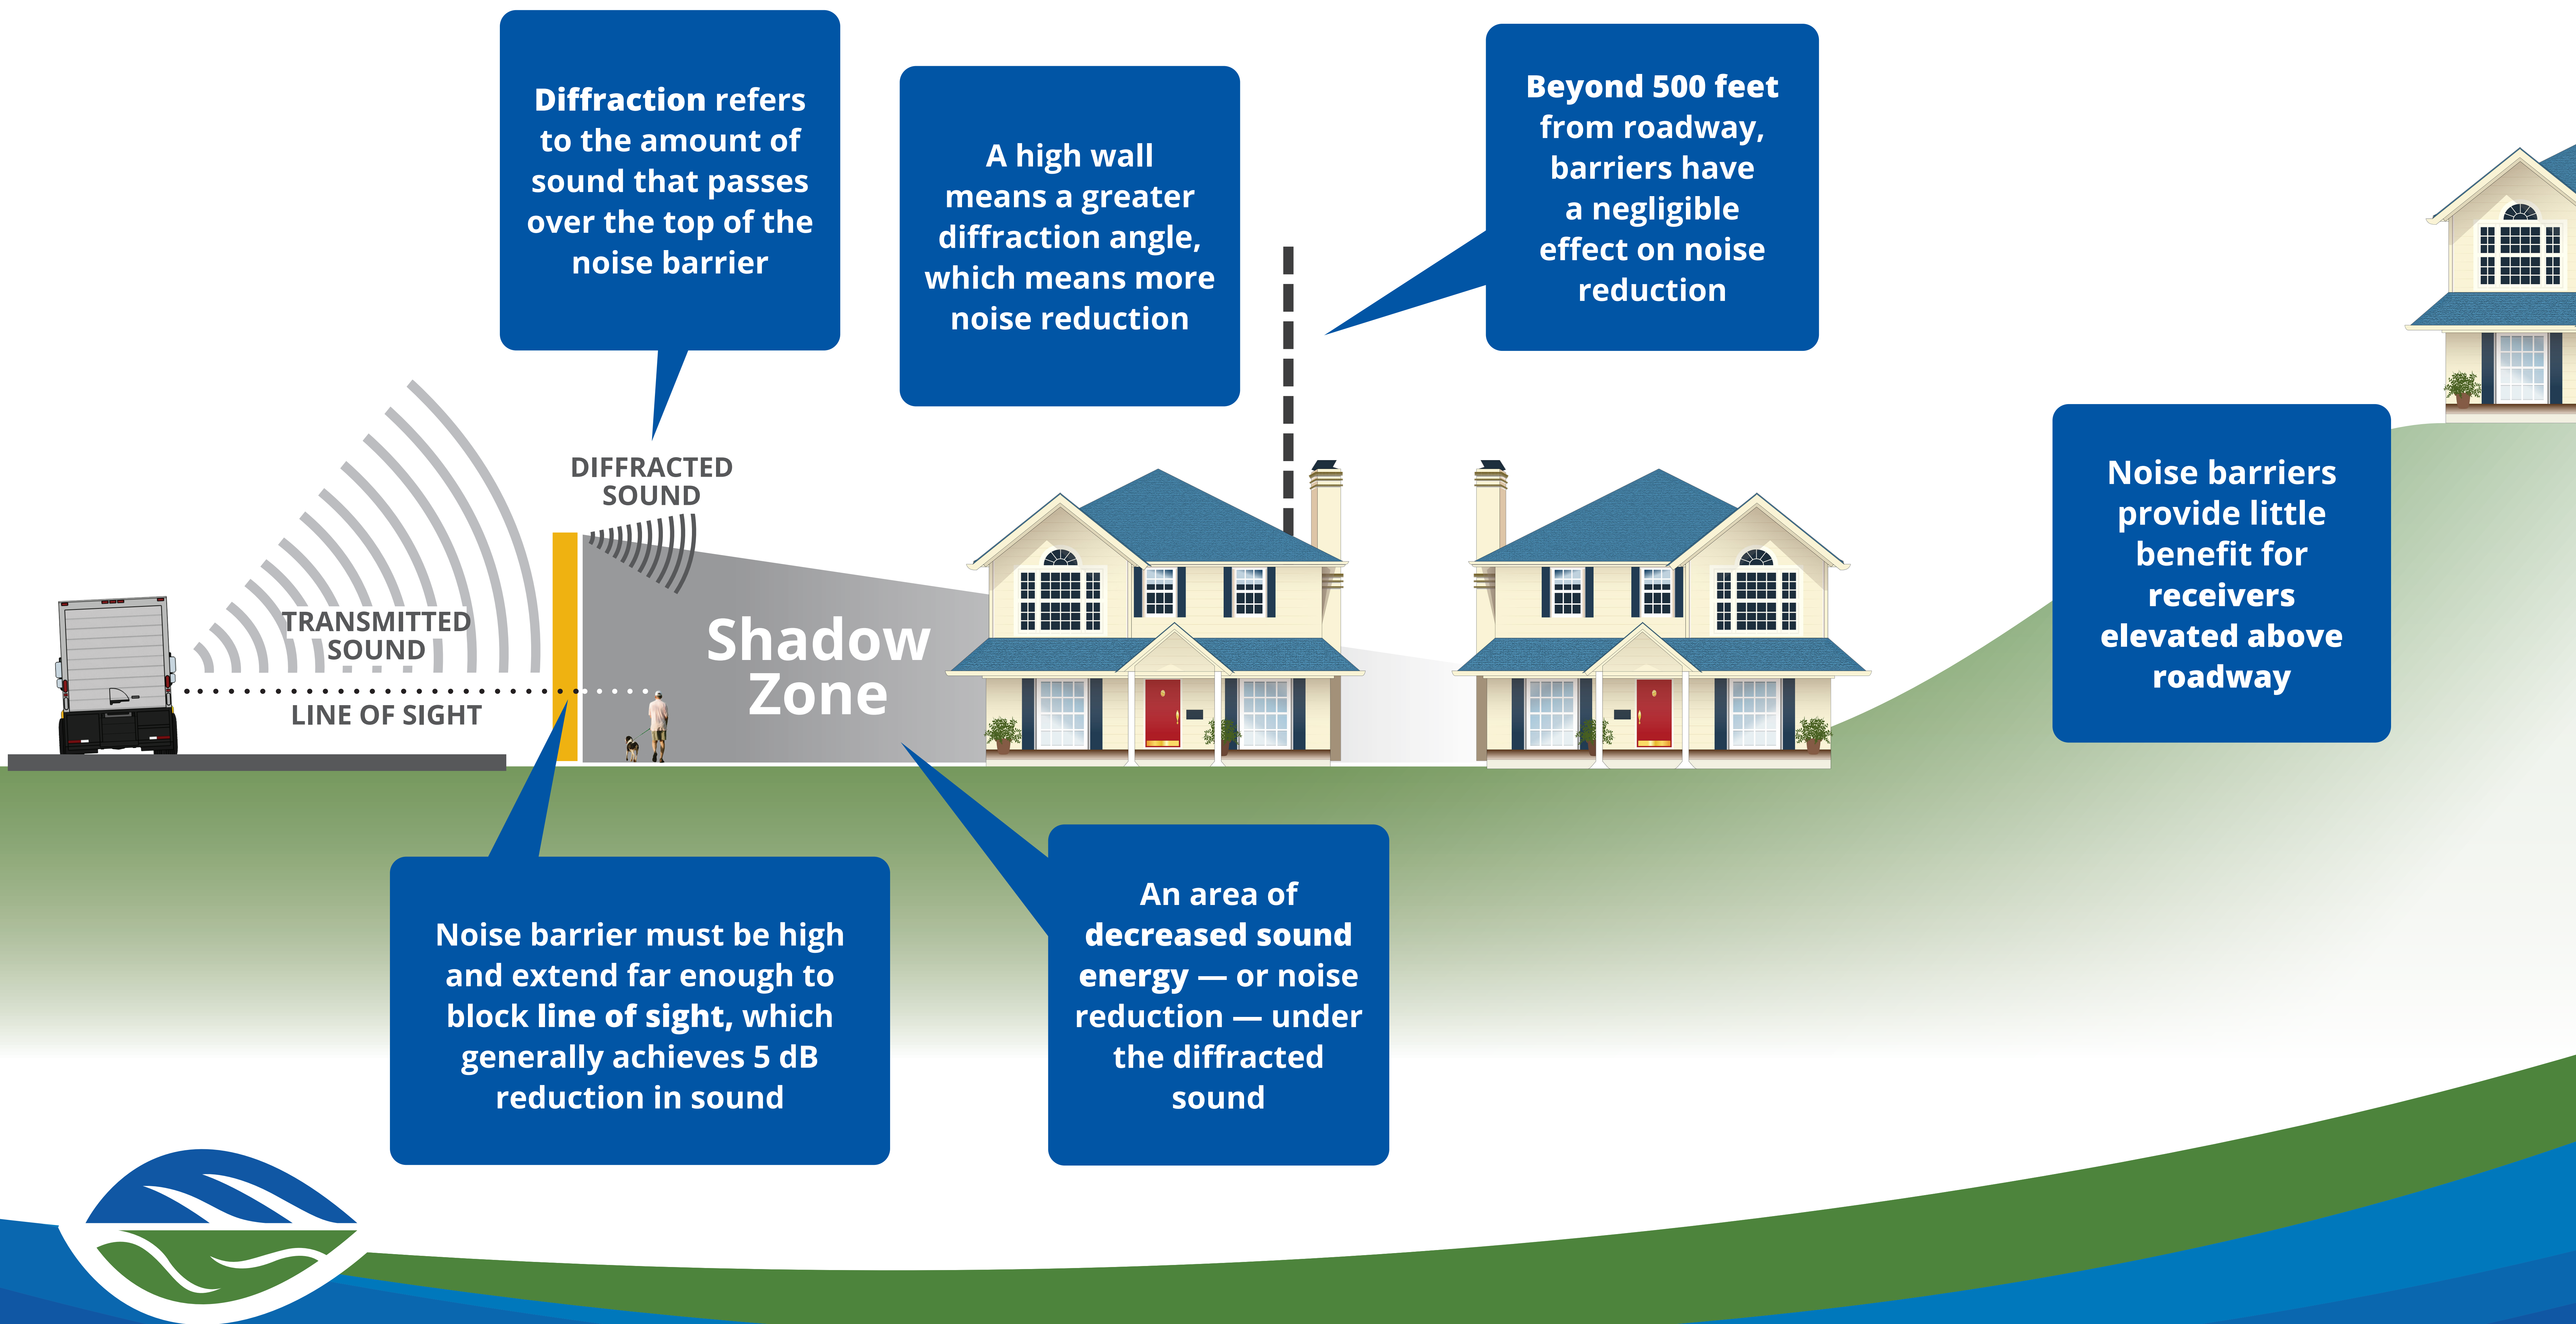 Diffraction refers
to the amount of
sound that passes
over the top of the
noise barrier
A high wall
means a greater
diffraction angle,
which means more
noise reduction
Beyond 500 feet
from roadway,
barriers have
a negligible
effect on noise
reduction
DIFFRACTED
SOUND
TRANSMITTED
SOUND
LINE OF SIGHT
Shadow
Zone
Noise barriers
provide little
benefit for
receivers
elevated above
roadway
Noise barrier must be high
and extend far enough to
block line of sight, which
generally achieves 5 dB
reduction in sound
An area of
decreased sound
energy — or noise
reduction — under
the diffracted
sound